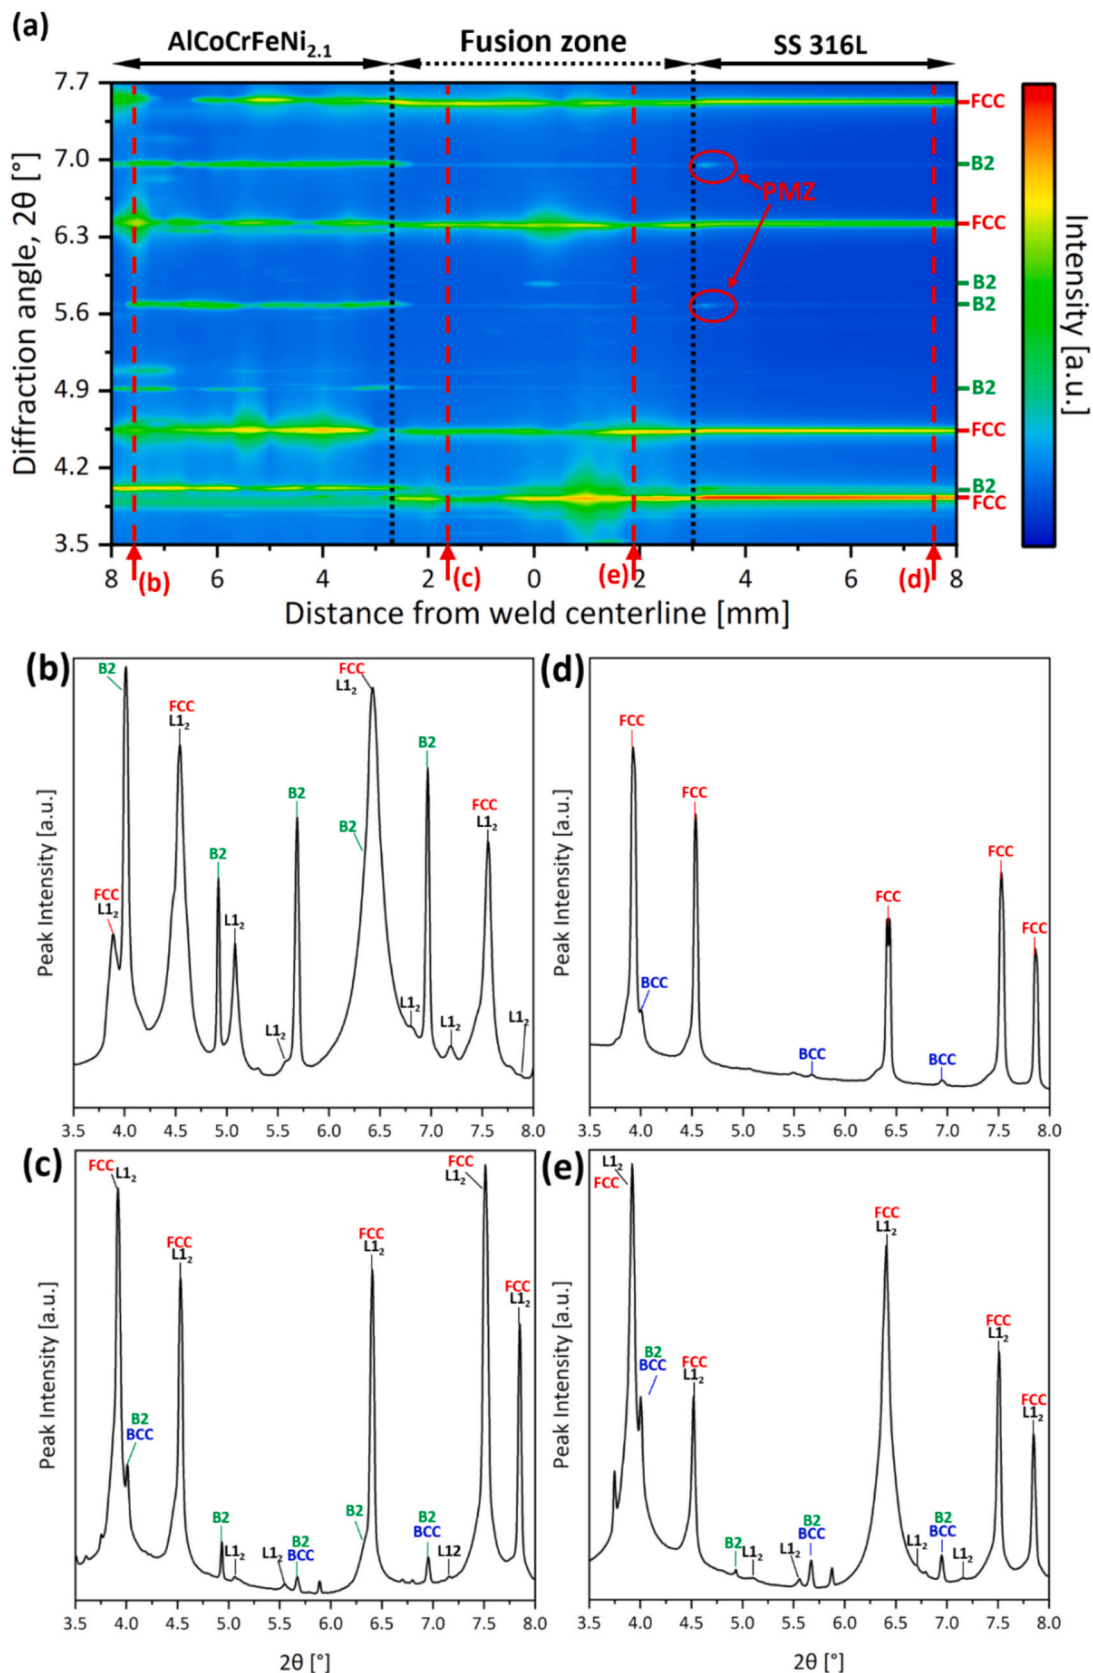 (a)
AlCoCrFeNi2.1
Fusion zone
SS 316L
7.7
7.0
6.3
5.6
4.9
4.2
3.5
Diffraction angle, 2θ [°]
FCC
B2
FCC
B2
B2
B2
FCC
B2
FCC
PMZ
Intensity [a.u.]
(b)
(c)
(e)
(d)
8 6 4 2 0 2 4 6 8
Distance from weld centerline [mm]
(b)
B2
FCC
L12
FCC
L12
B2
L12
L12
B2
FCC
L12
B2
L12
B2
L12
FCC
L12
L12
Peak Intensity [a.u.]
3.5 4.0 4.5 5.0 5.5 6.0 6.5 7.0 7.5 8.0
(d)
FCC
BCC
FCC
BCC
FCC
BCC
FCC
FCC
Peak Intensity [a.u.]
3.5 4.0 4.5 5.0 5.5 6.0 6.5 7.0 7.5 8.0
(c)
FCC L12
B2
BCC
FCC
L12
B2
L12
L12
B2
BCC
B2
FCC
L12
B2
BCC
L12
FCC
L12
FCC
L12
Peak Intensity [a.u.]
3.5 4.0 4.5 5.0 5.5 6.0 6.5 7.0 7.5 8.0
2θ [°]
(e)
L12
FCC
B2
BCC
FCC
L12
B2
L12
L12
B2
BCC
FCC
L12
L12
B2
BCC
L12
FCC
L12
FCC
L12
Peak Intensity [a.u.]
3.5 4.0 4.5 5.0 5.5 6.0 6.5 7.0 7.5 8.0
2θ [°]